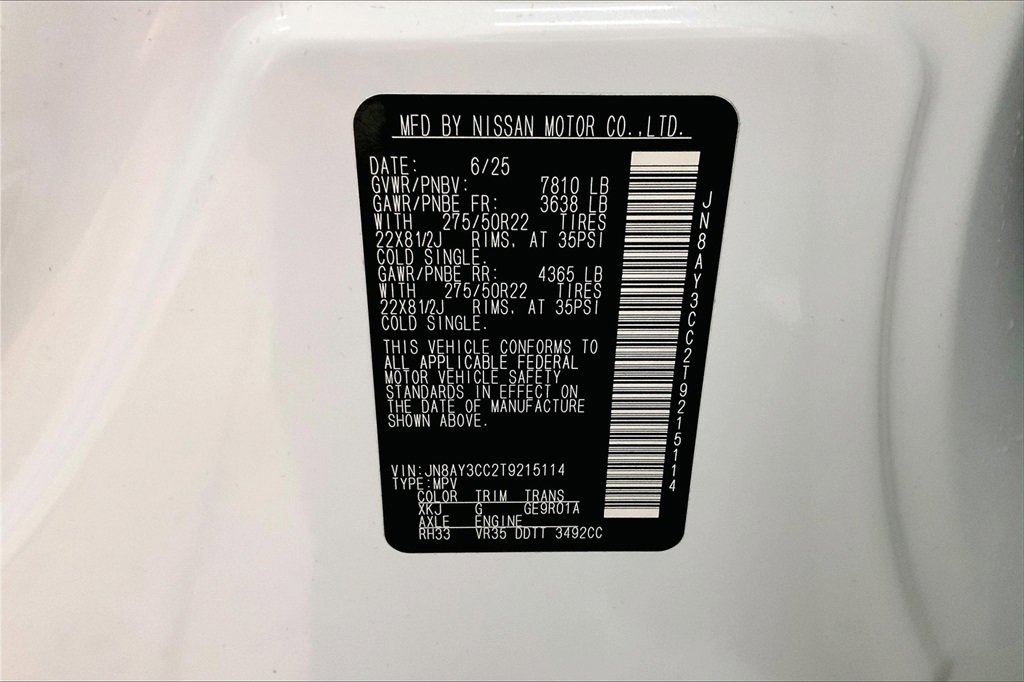 MFD BY NISSAN MOTOR CO.,LTD.
DATE: 6/25
GVWR/PNBV: 7810 LB
GAWR/PNBE FR: 3638 LB
WITH 275/50R22 TIRES
22X81/2J RIMS, AT 35PSI
COLD SINGLE.
GAWR/PNBE RR: 4365 LB
WITH 275/50R22 TIRES
22X81/2J RIMS, AT 35PSI
COLD SINGLE.
THIS VEHICLE CONFORMS TO
ALL APPLICABLE FEDERAL
MOTOR VEHICLE SAFETY
STANDARDS IN EFFECT ON
THE DATE OF MANUFACTURE
SHOWN ABOVE.
VIN:JN8AY3CC2T9215114
TYPE:MPV
COLOR TRIM TRANS
XKJ G GE9R01A
AXLE ENGINE
RH33 VR35 DDTT 3492CC
JN8AY3CC2T9215114